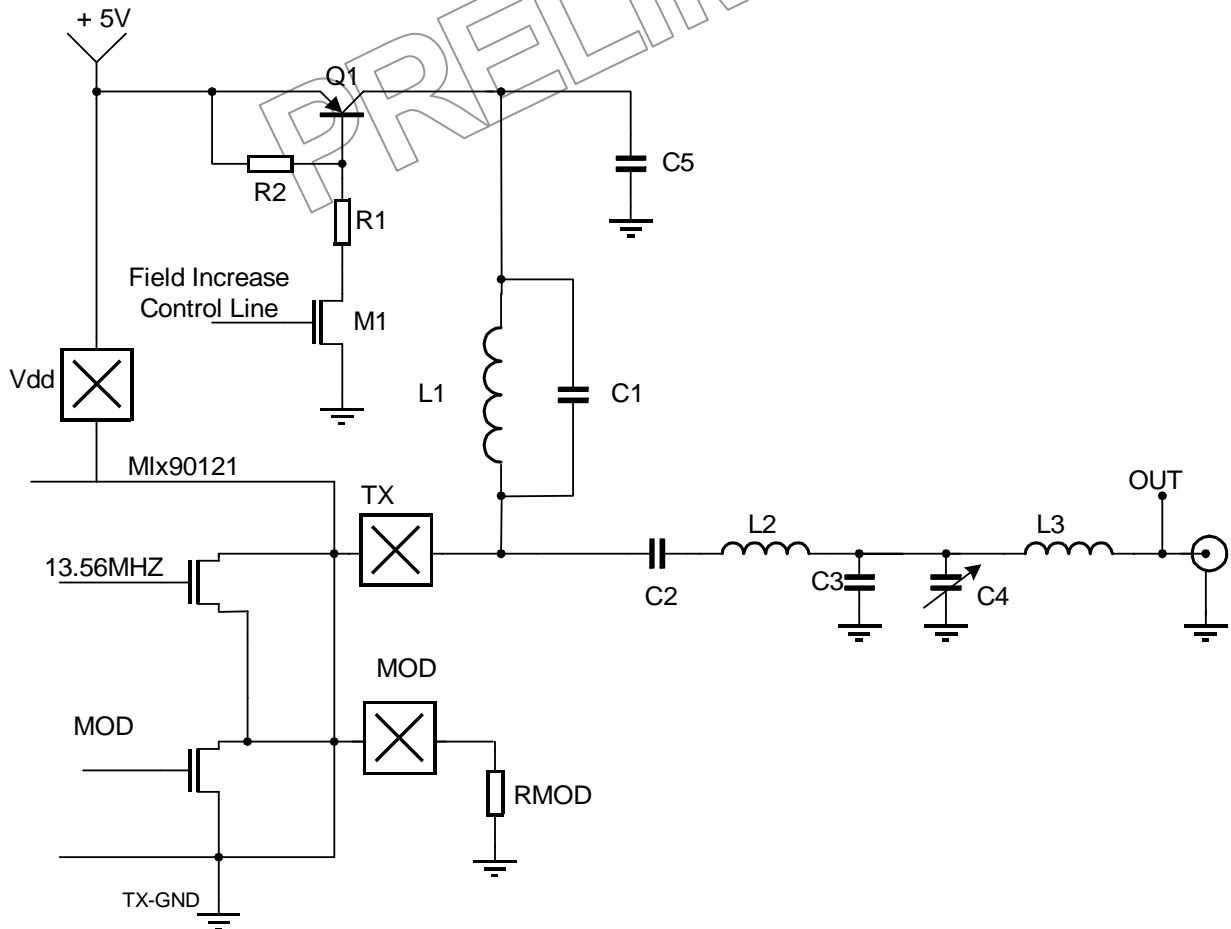 PRELIM
+ 5V
Q1
C5
R2
R1
Field Increase
Control Line
M1
Vdd
L1
C1
Mlx90121
TX
OUT
L2
L3
13.56MHZ
C2
C3
C4
MOD
MOD
RMOD
TX-GND